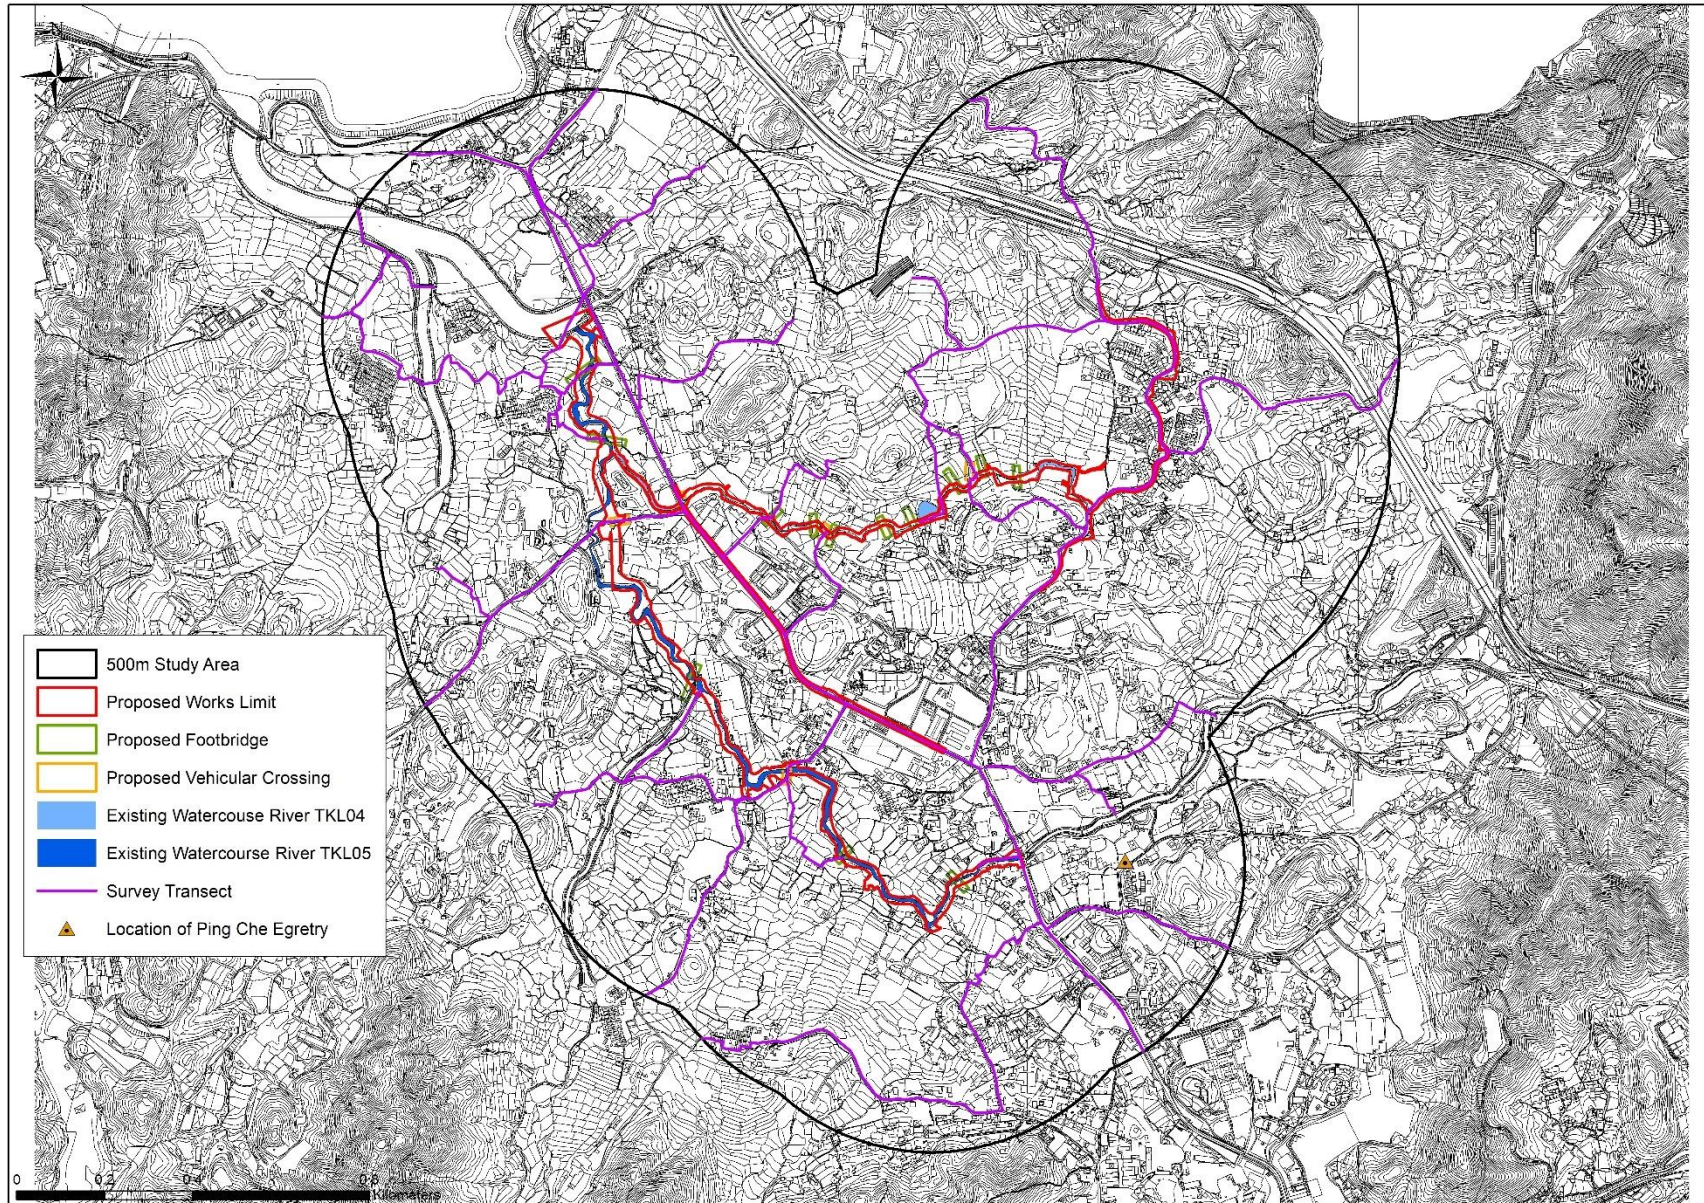 500m Study Area
Proposed Works Limit
Proposed Footbridge
Proposed Vehicular Crossing
Existing Watercouse River TKL04
Existing Watercourse River TKL05
Survey Transect
Location of Ping Che Egretry
0 0.2 0.4 0.8
Kilometers